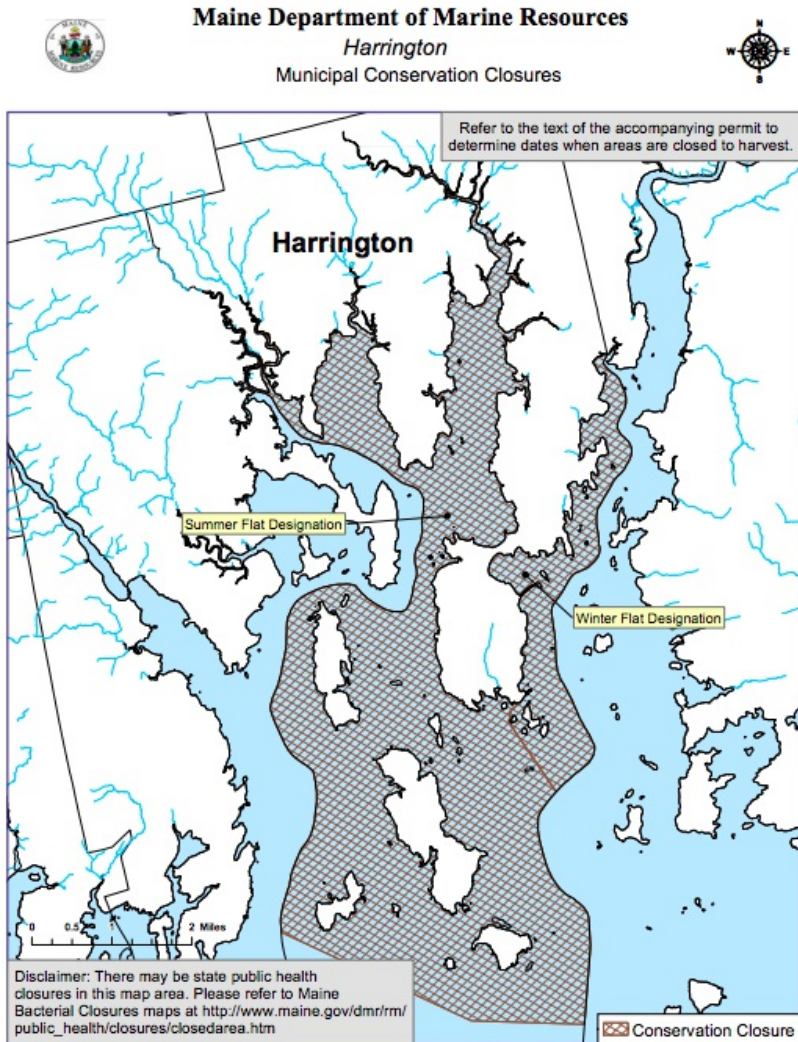 Maine Department of Marine Resources
Harrington
Municipal Conservation Closures
N
W E
S
Refer to the text of the accompanying permit to
determine dates when areas are closed to harvest.
Harrington
Summer Flat Designation
Winter Flat Designation
0 0.5 1 2 Miles
Disclaimer: There may be state public health
closures in this map area. Please refer to Maine
Bacterial Closures maps at http://www.maine.gov/dmr/rm/
public_health/closures/closedarea.htm
Conservation Closure